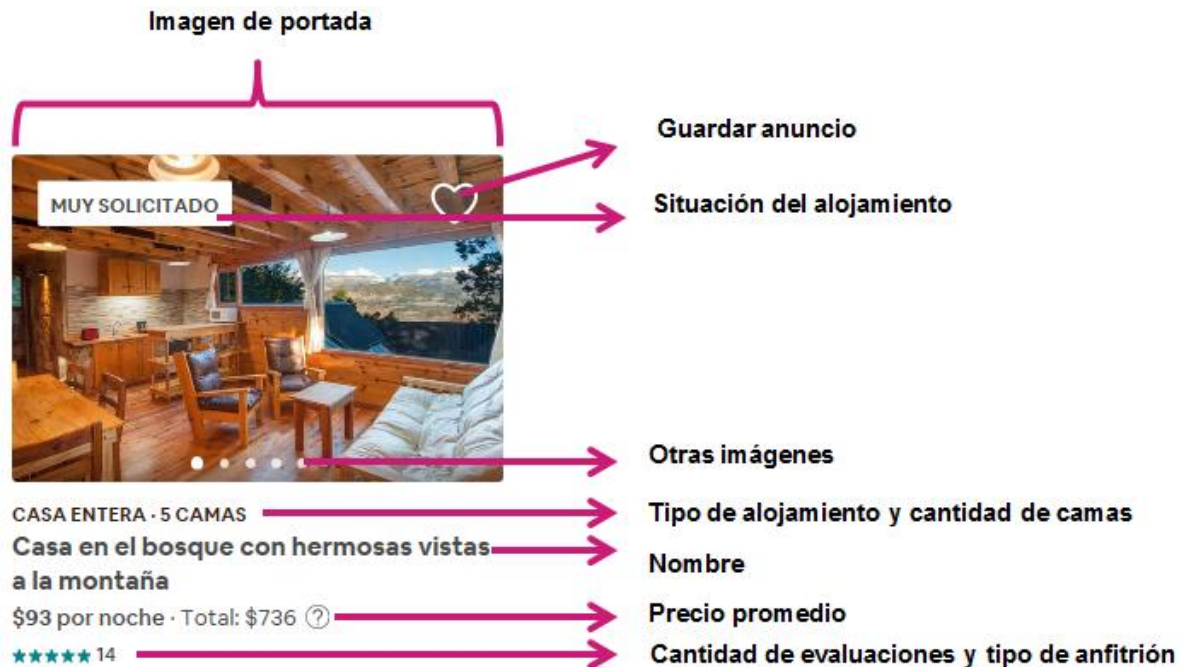 Imagen de portada
Guardar anuncio
MUY SOLICITADO
Situación del alojamiento
Otras imágenes
CASA ENTERA · 5 CAMAS
Tipo de alojamiento y cantidad de camas
Casa en el bosque con hermosas vistas
a la montaña
Nombre
$93 por noche · Total: $736 ?
Precio promedio
★★★★★ 14
Cantidad de evaluaciones y tipo de anfitrión